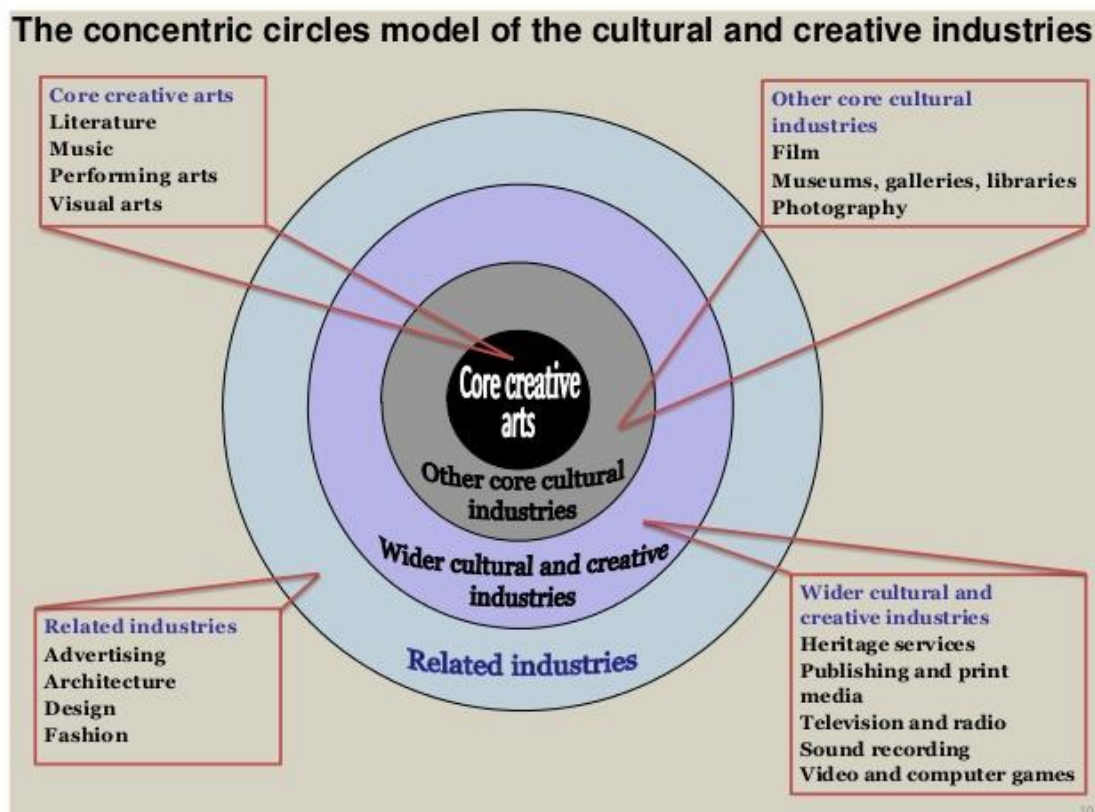 The concentric circles model of the cultural and creative industries
Core creative arts
Literature
Music
Performing arts
Visual arts
Other core cultural
industries
Film
Museums, galleries, libraries
Photography
Core creative
arts
Other core cultural
industries
Wider cultural and creative
industries
Related industries
Related industries
Advertising
Architecture
Design
Fashion
Wider cultural and
creative industries
Heritage services
Publishing and print
media
Television and radio
Sound recording
Video and computer games